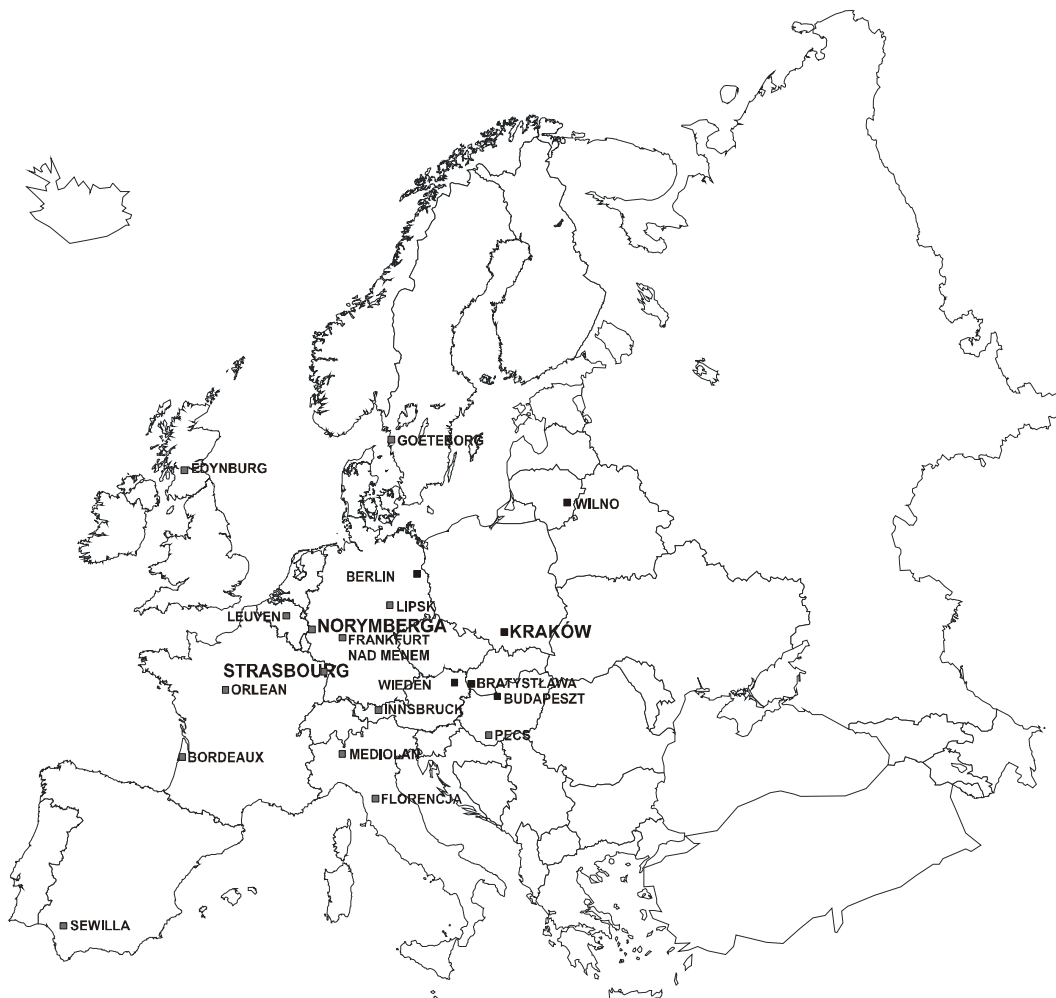 GOETEBORG
EDYNBURG
WILNO
BERLIN
LIPSK
LEUVEN
NORYMBERGA
KRAKÓW
FRANKFURT
NAD MENEM
STRASBOURG
WIEDEŃ
BRATYSŁAWA
ORLEAN
BUDAPESZT
INNSBRUCK
PECS
MEDIOLAN
BORDEAUX
FLORENCJA
SEWILLA